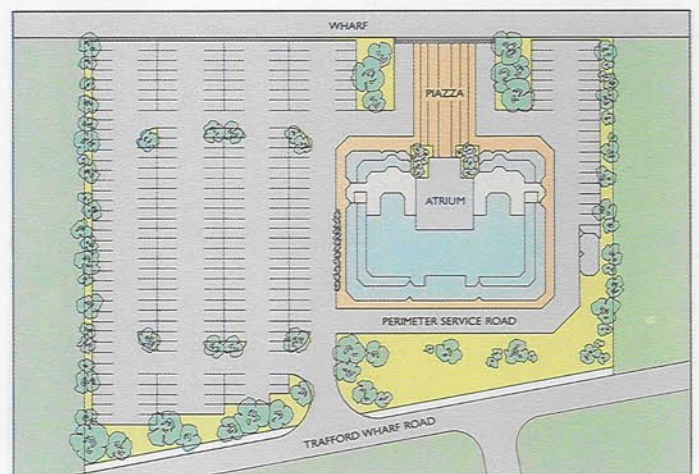 WHARF
PIAZZA
ATRIUM
PERIMETER SERVICE ROAD
TRAFFORD WHARF ROAD